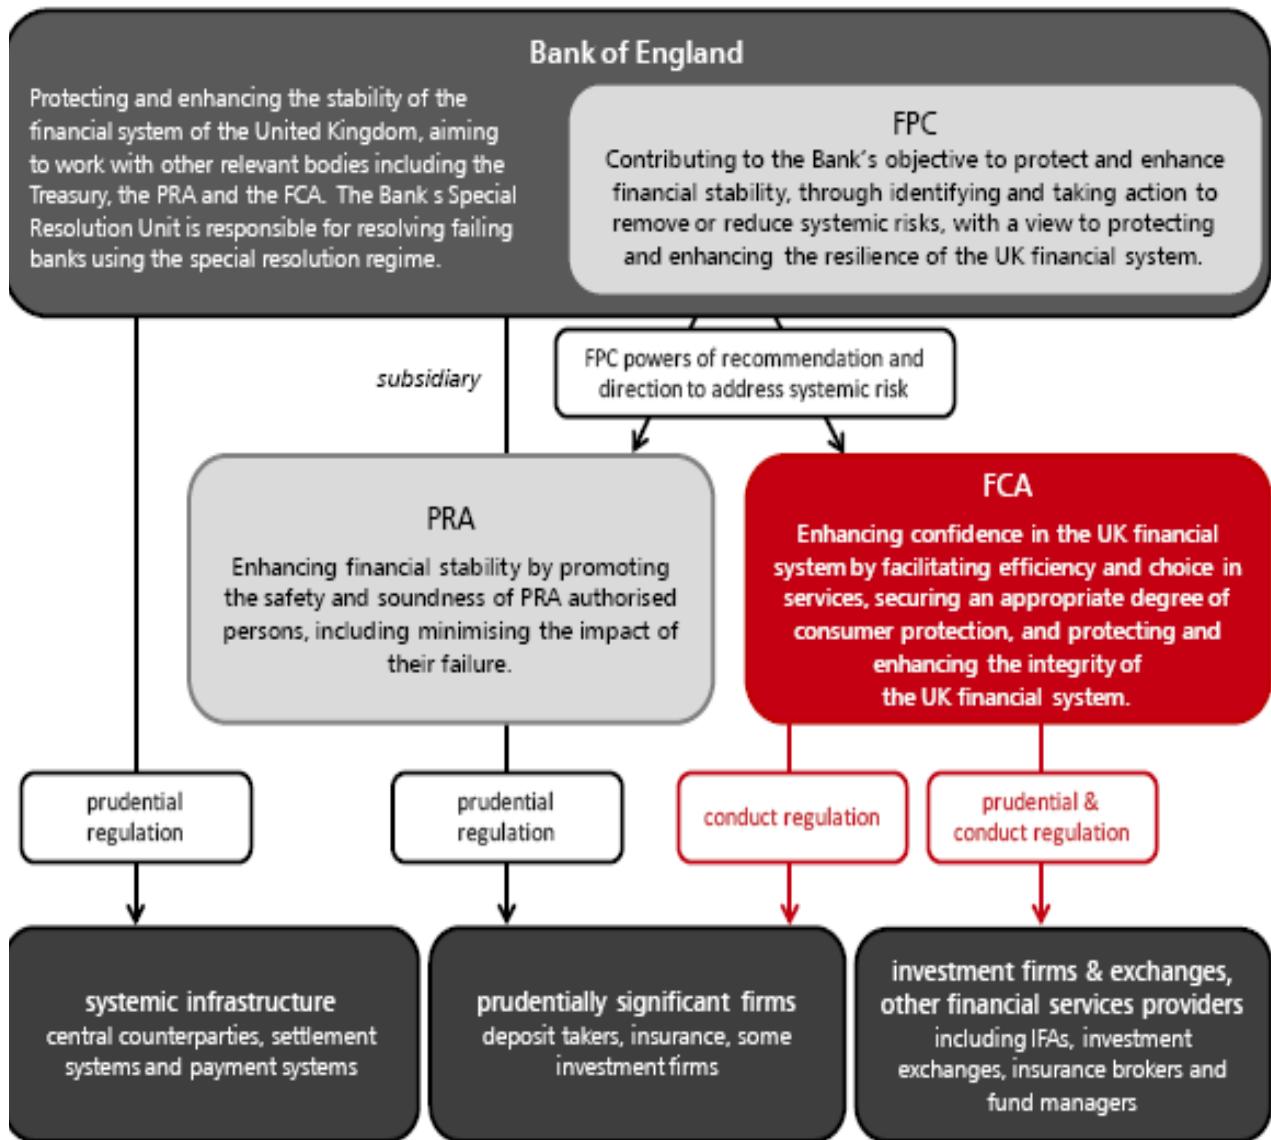 Bank of England
Protecting and enhancing the stability of the
financial system of the United Kingdom, aiming
to work with other relevant bodies including the
Treasury, the PRA and the FCA. The Bank s Special
Resolution Unit is responsible for resolving failing
banks using the special resolution regime.
FPC
Contributing to the Bank's objective to protect and enhance
financial stability, through identifying and taking action to
remove or reduce systemic risks, with a view to protecting
and enhancing the resilience of the UK financial system.
subsidiary
FPC powers of recommendation and
direction to address systemic risk
PRA
Enhancing financial stability by promoting
the safety and soundness of PRA authorised
persons, including minimising the impact of
their failure.
FCA
Enhancing confidence in the UK financial
system by facilitating efficiency and choice in
services, securing an appropriate degree of
consumer protection, and protecting and
enhancing the integrity of
the UK financial system.
prudential
regulation
prudential
regulation
conduct regulation
prudential &
conduct regulation
systemic infrastructure
central counterparties, settlement
systems and payment systems
prudentially significant firms
deposit takers, insurance, some
investment firms
investment firms & exchanges,
other financial services providers
including IFAs, investment
exchanges, insurance brokers and
fund managers